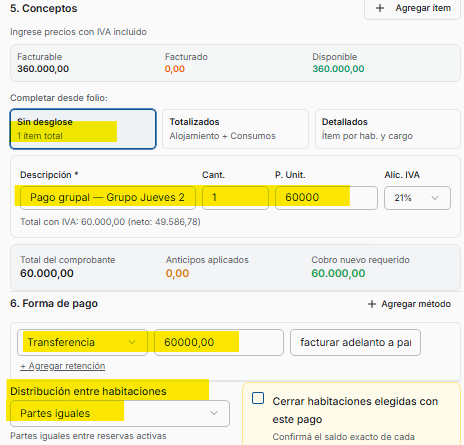 5. Conceptos
+ Agregar ítem
Ingrese precios con IVA incluido
Facturable Facturado Disponible
360.000,00 0,00 360.000,00
Completar desde folio:
Sin desglose Totalizados Detallados
1 ítem total Alojamiento + Consumos Ítem por hab. y cargo
Descripción * Cant. P. Unit. Alíc. IVA
Pago grupal — Grupo Jueves 2 1 60000 21%
Total con IVA: 60.000,00 (neto: 49.586,78)
Total del comprobante Anticipos aplicados Cobro nuevo requerido
60.000,00 0,00 60.000,00
6. Forma de pago + Agregar método
Transferencia 60000,00 facturar adelanto a par
+ Agregar retención
Distribución entre habitaciones
Partes iguales
Partes iguales entre reservas activas
Cerrar habitaciones elegidas con
este pago
Confirmá el saldo exacto de cada